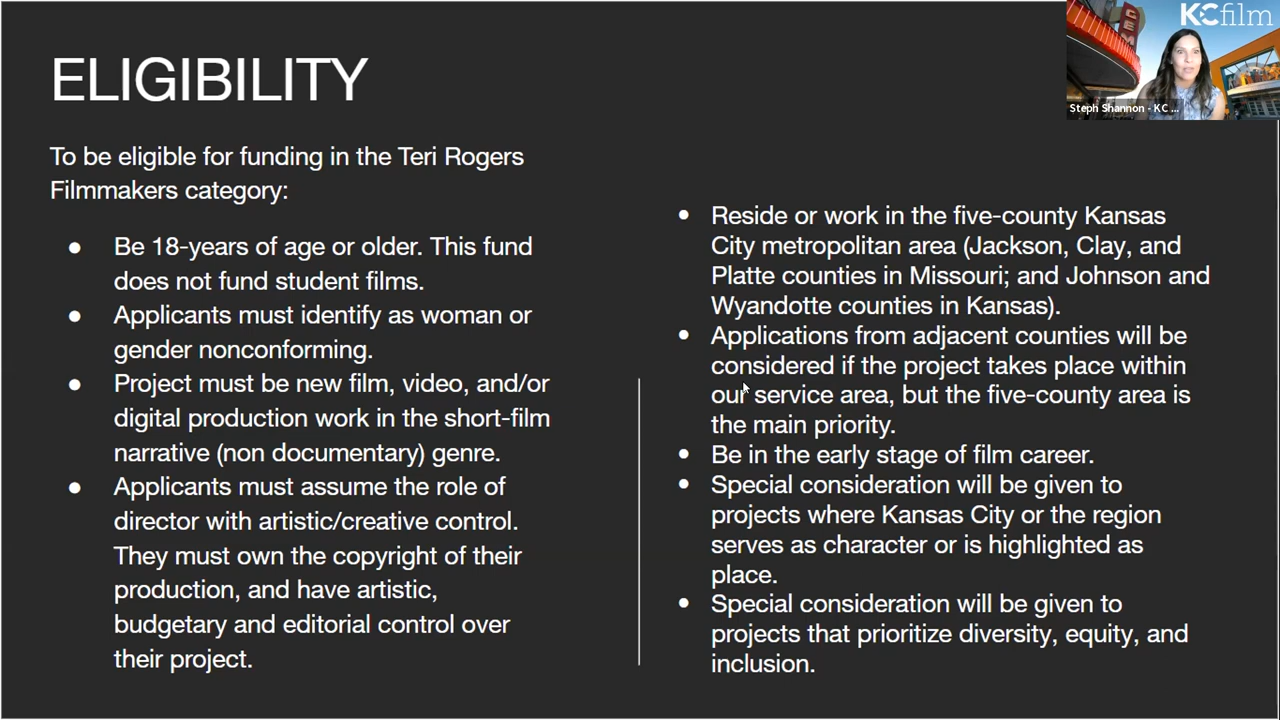 ELIGIBILITY
To be eligible for funding in the Teri Rogers
Filmmakers category:
● Be 18-years of age or older. This fund
does not fund student films.
● Applicants must identify as woman or
gender nonconforming.
● Project must be new film, video, and/or
digital production work in the short-film
narrative (non documentary) genre.
● Applicants must assume the role of
director with artistic/creative control.
They must own the copyright of their
production, and have artistic,
budgetary and editorial control over
their project.
● Reside or work in the five-county Kansas
City metropolitan area (Jackson, Clay, and
Platte counties in Missouri; and Johnson and
Wyandotte counties in Kansas).
● Applications from adjacent counties will be
considered if the project takes place within
our service area, but the five-county area is
the main priority.
● Be in the early stage of film career.
● Special consideration will be given to
projects where Kansas City or the region
serves as character or is highlighted as
place.
● Special consideration will be given to
projects that prioritize diversity, equity, and
inclusion.
KCfilm
Steph Shannon - KC ...